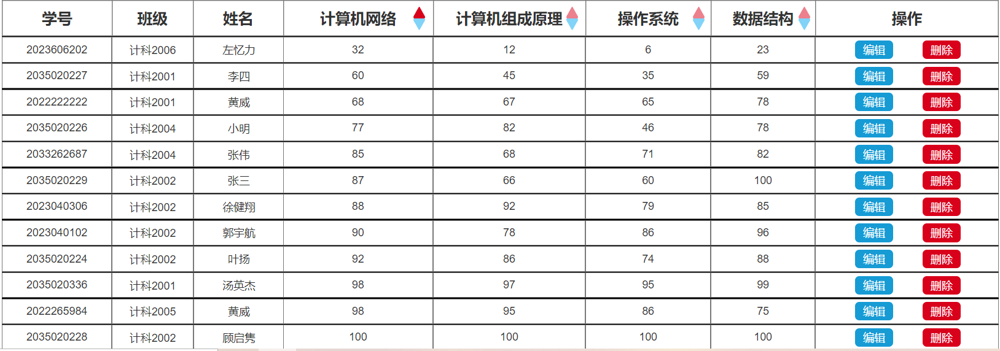 学号 班级 姓名 计算机网络 计算机组成原理 操作系统 数据结构 操作
2023606202 计科2006 左忆力 32 12 6 23 编辑 删除
2035020227 计科2001 李四 60 45 35 59 编辑 删除
2022222222 计科2001 黄威 68 67 65 78 编辑 删除
2035020226 计科2004 小明 77 82 46 78 编辑 删除
2033262687 计科2004 张伟 85 68 71 82 编辑 删除
2035020229 计科2002 张三 87 66 60 100 编辑 删除
2023040306 计科2002 徐健翔 88 92 79 85 编辑 删除
2023040102 计科2002 郭宇航 90 78 86 96 编辑 删除
2035020224 计科2002 叶扬 92 86 74 88 编辑 删除
2035020336 计科2001 汤英杰 98 97 95 99 编辑 删除
2022265984 计科2005 黄威 98 95 86 75 编辑 删除
2035020228 计科2002 顾启隽 100 100 100 100 编辑 删除